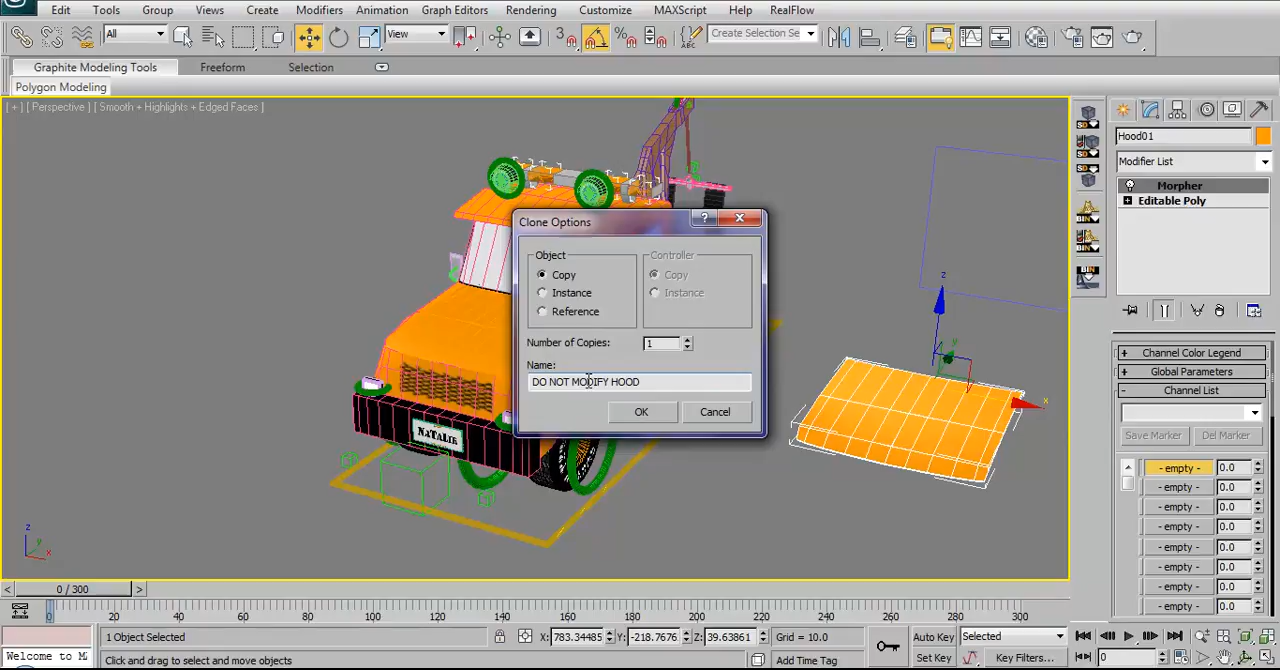 Edit Tools Group Views Create Modifiers Animation Graph Editors Rendering Customize MAXScript Help RealFlow
All View Create Selection Se
Graphite Modeling Tools Freeform Selection
Polygon Modeling
[ + ] [ Perspective ] [ Smooth + Highlights + Edged Faces ]
Hood01
Modifier List
Morpher
Editable Poly
Clone Options
Object
Copy
Instance
Reference
Controller
Copy
Instance
Number of Copies: 1
Name:
DO NOT MODIFY HOOD
OK Cancel
NATALIE
z
y
x
Channel Color Legend
Global Parameters
Channel List
Save Marker Del Marker
- empty - 0.0
- empty - 0.0
- empty - 0.0
- empty - 0.0
- empty - 0.0
- empty - 0.0
- empty - 0.0
- empty - 0.0
z
y
x
0 / 300
0 20 40 60 80 100 120 140 160 180 200 220 240 260 280 300
1 Object Selected X: 783.34485 Y: -218.7676 Z: 39.63861 Grid = 10.0 Auto Key Selected
Welcome to M Click and drag to select and move objects Add Time Tag Set Key Key Filters... 0